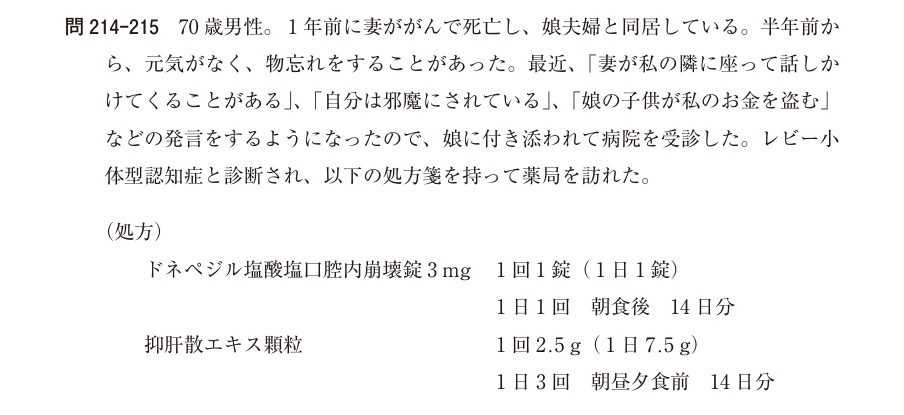 問 214−215　70 歳男性。１年前に妻ががんで死亡し、娘夫婦と同居している。半年前か
ら、元気がなく、物忘れをすることがあった。最近、「妻が私の隣に座って話しか
けてくることがある」、「自分は邪魔にされている」、「娘の子供が私のお金を盗む」
などの発言をするようになったので、娘に付き添われて病院を受診した。レビー小
体型認知症と診断され、以下の処方箋を持って薬局を訪れた。
（処方）
ドネペジル塩酸塩口腔内崩壊錠３mg　１回１錠（１日１錠）
１日１回　朝食後　14 日分
抑肝散エキス顆粒　１回 2.5 g（１日 7.5 g）
１日３回　朝昼夕食前　14 日分